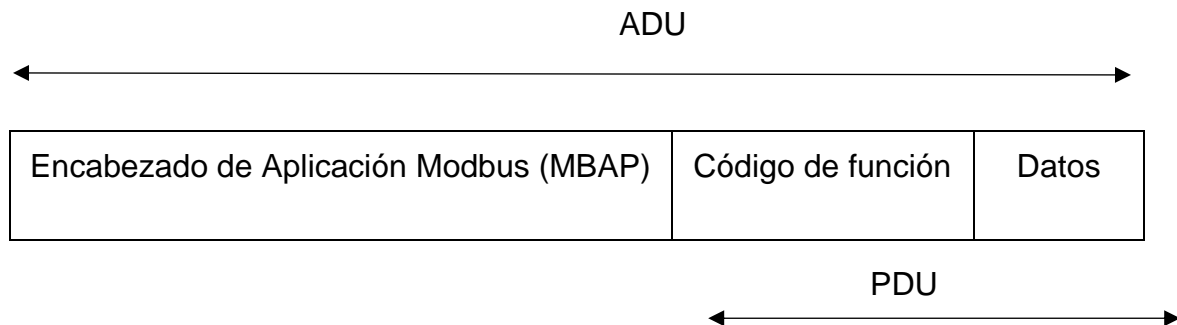 ADU
Encabezado de Aplicación Modbus (MBAP)
Código de función
Datos
PDU